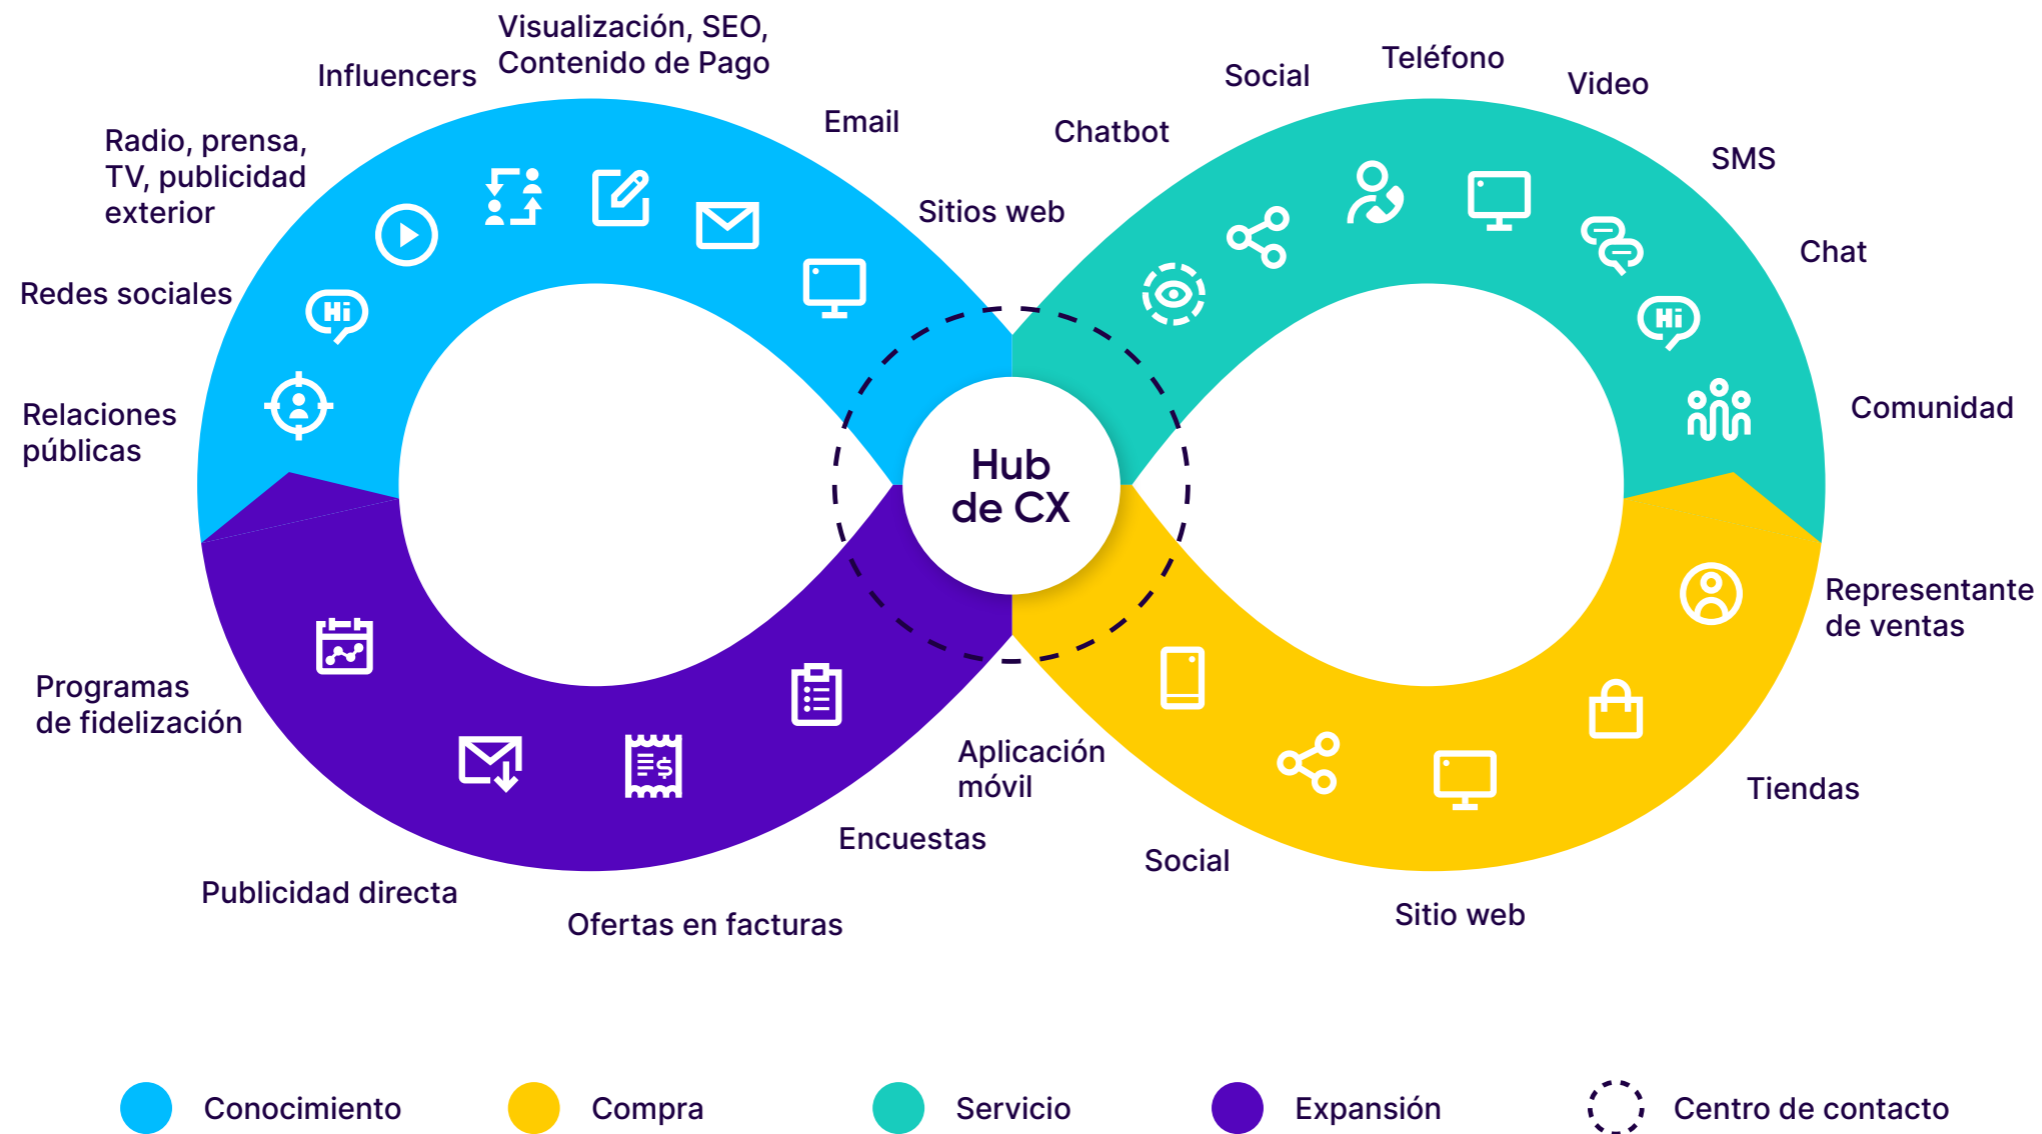 Visualización, SEO,
Contenido de Pago
Influencers
Email
Radio, prensa,
TV, publicidad
exterior
Sitios web
Redes sociales
Relaciones
públicas
Chatbot
Social
Teléfono
Video
SMS
Chat
Comunidad
Hub
de CX
Hi
Hi
Programas
de fidelización
Publicidad directa
Ofertas en facturas
Encuestas
Aplicación
móvil
Social
Sitio web
Tiendas
Representante
de ventas
Conocimiento
Compra
Servicio
Expansión
Centro de contacto